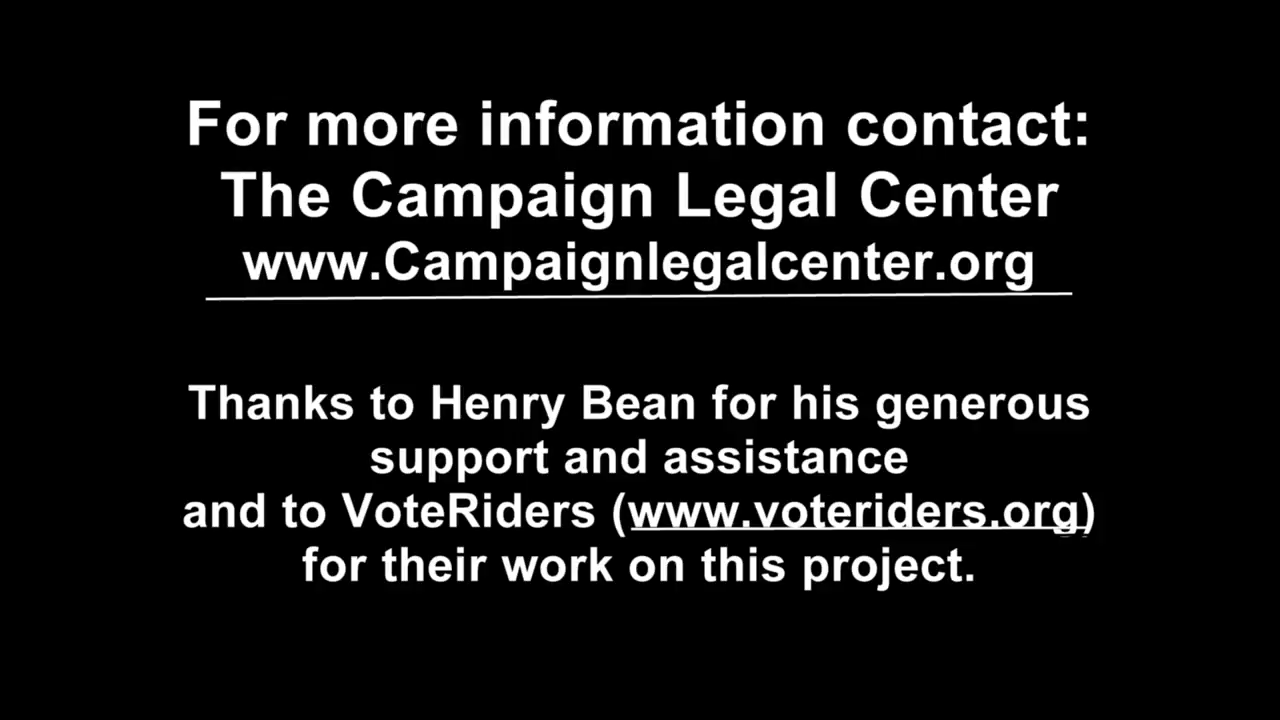 For more information contact:
The Campaign Legal Center
www.Campaignlegalcenter.org
Thanks to Henry Bean for his generous
support and assistance
and to VoteRiders (www.voteriders.org)
for their work on this project.